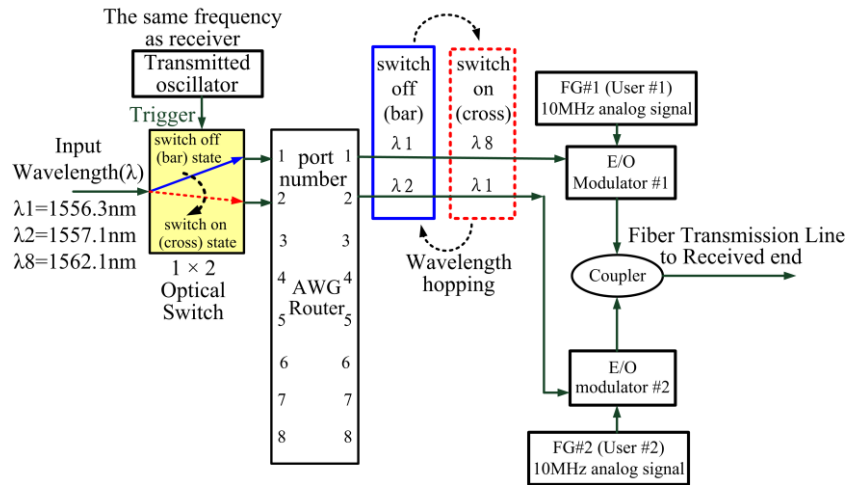 The same frequency
as receiver
Transmitted
oscillator
Trigger
Input
Wavelength(λ)
λ1=1556.3nm
λ2=1557.1nm
λ8=1562.1nm
switch off
(bar) state
switch on
(cross) state
1 × 2
Optical
Switch
port
number
1
2
3
4
5
6
7
8
AWG
Router
1
2
3
4
5
6
7
8
switch
off
(bar)
λ1
λ2
switch
on
(cross)
λ8
λ1
Wavelength
hopping
FG#1 (User #1)
10MHz analog signal
E/O
Modulator #1
Fiber Transmission Line
to Received end
Coupler
E/O
modulator #2
FG#2 (User #2)
10MHz analog signal